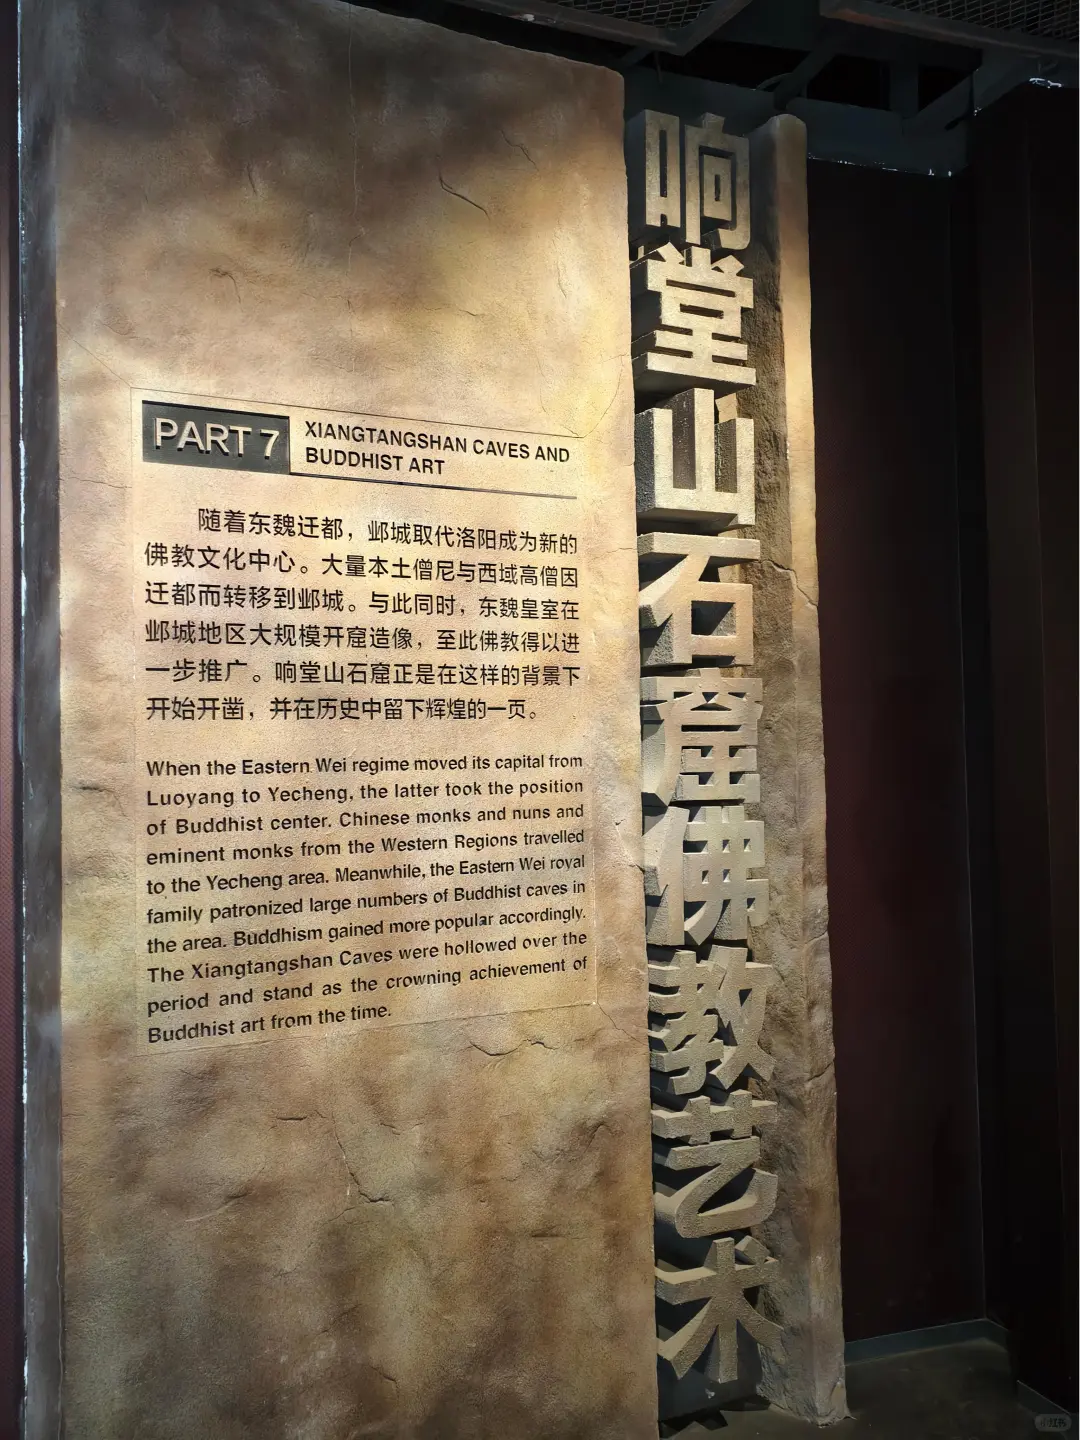 响堂山石窟佛教艺术
PART 7
XIANGTANGSHAN CAVES AND
BUDDHIST ART
随着东魏迁都，邺城取代洛阳成为新的
佛教文化中心。大量本土僧尼与西域高僧因
迁都而转移到邺城。与此同时，东魏皇室在
邺城地区大规模开窟造像，至此佛教得以进
一步推广。响堂山石窟正是在这样的背景下
开始开凿，并在历史中留下辉煌的一页。
When the Eastern Wei regime moved its capital from
Luoyang to Yecheng, the latter took the position
of Buddhist center. Chinese monks and nuns and
eminent monks from the Western Regions travelled
to the Yecheng area. Meanwhile, the Eastern Wei royal
family patronized large numbers of Buddhist caves in
the area. Buddhism gained more popular accordingly.
The Xiangtangshan Caves were hollowed over the
period and stand as the crowning achievement of
Buddhist art from the time.
小红书